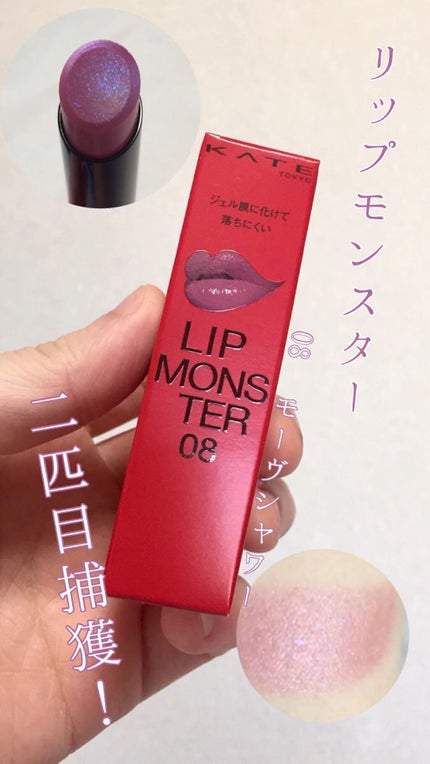 リップモンスター
08 モーヴシャワー
二匹目捕獲!
KATE
TOKYO
ジェル膜に化けて
落ちにくい
LIP
MONS
TER
08